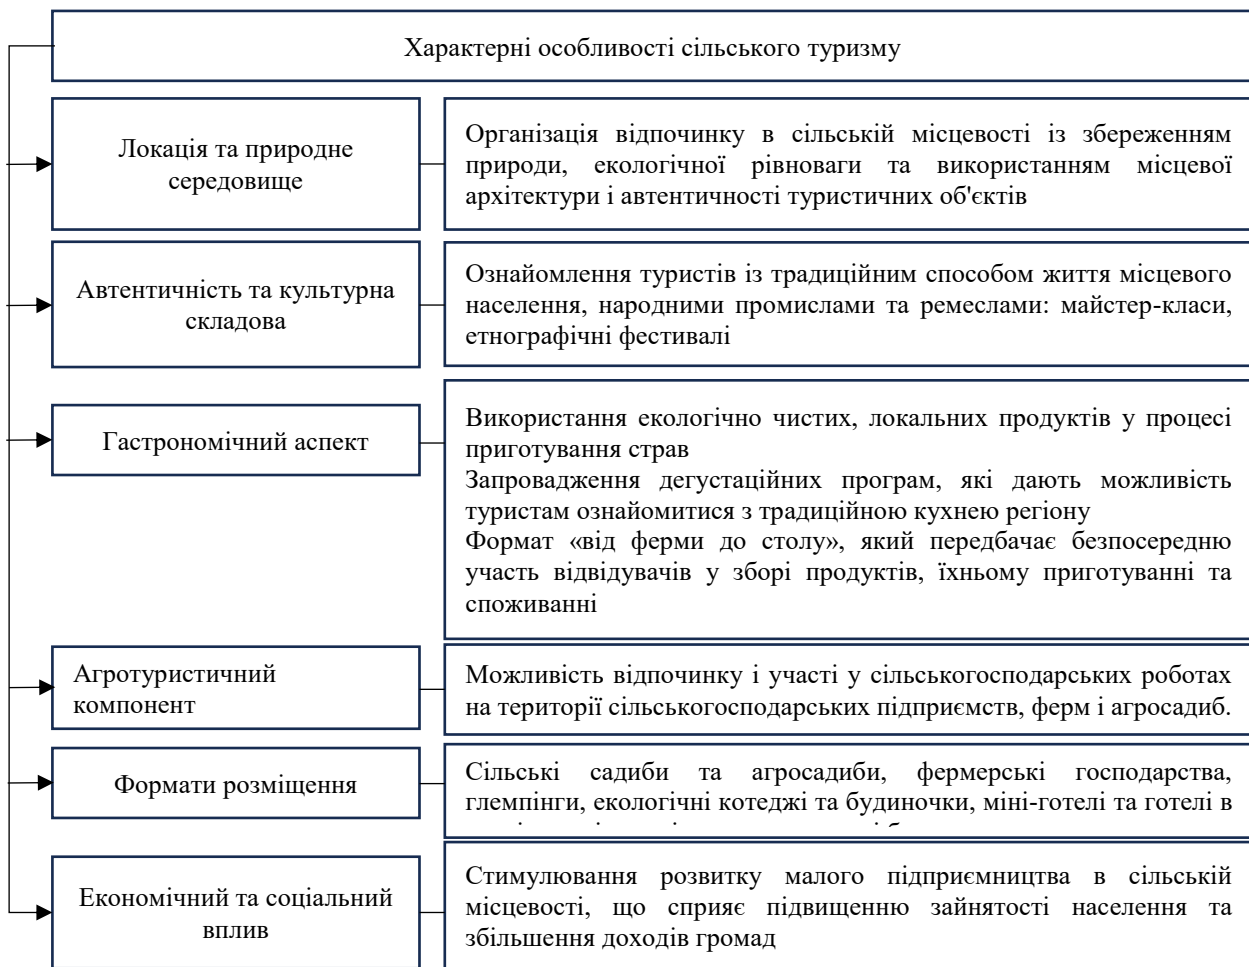 Характерні особливості сільського туризму
Локація та природне
середовище
Організація відпочинку в сільській місцевості із збереженням
природи, екологічної рівноваги та використанням місцевої
архітектури і автентичності туристичних об'єктів
Автентичність та культурна
складова
Ознайомлення туристів із традиційним способом життя місцевого
населення, народними промислами та ремеслами: майстер-класи,
етнографічні фестивалі
Гастрономічний аспект
Використання екологічно чистих, локальних продуктів у процесі
приготування страв
Запровадження дегустаційних програм, які дають можливість
туристам ознайомитися з традиційною кухнею регіону
Формат «від ферми до столу», який передбачає безпосередню
участь відвідувачів у зборі продуктів, їхньому приготуванні та
споживанні
Агротуристичний
компонент
Можливість відпочинку і участі у сільськогосподарських роботах
на території сільськогосподарських підприємств, ферм і агросадиб.
Формати розміщення
Сільські садиби та агросадиби, фермерські господарства,
глемпінги, екологічні котеджі та будиночки, міні-готелі та готелі в
Економічний та соціальний
вплив
Стимулювання розвитку малого підприємництва в сільській
місцевості, що сприяє підвищенню зайнятості населення та
збільшення доходів громад